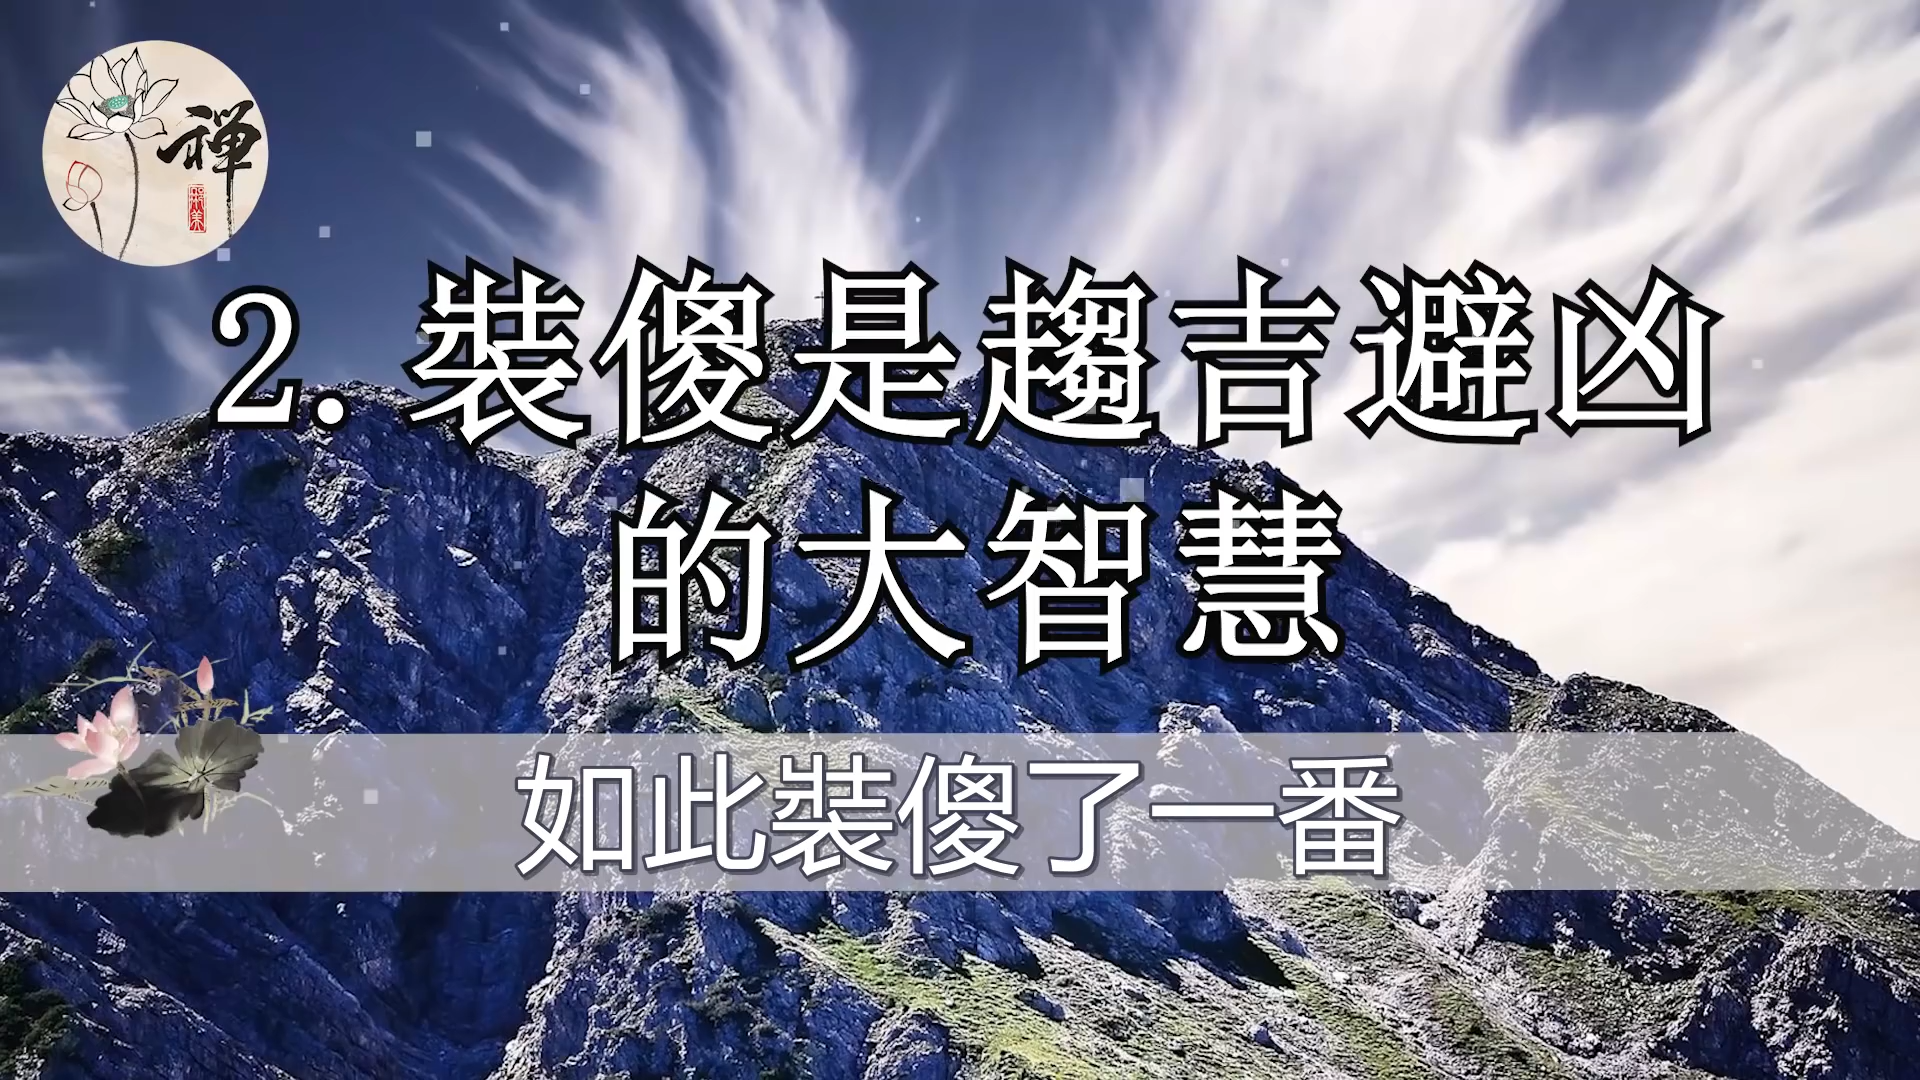 禅
2. 裝傻是趨吉避凶
的大智慧
如此裝傻了一番